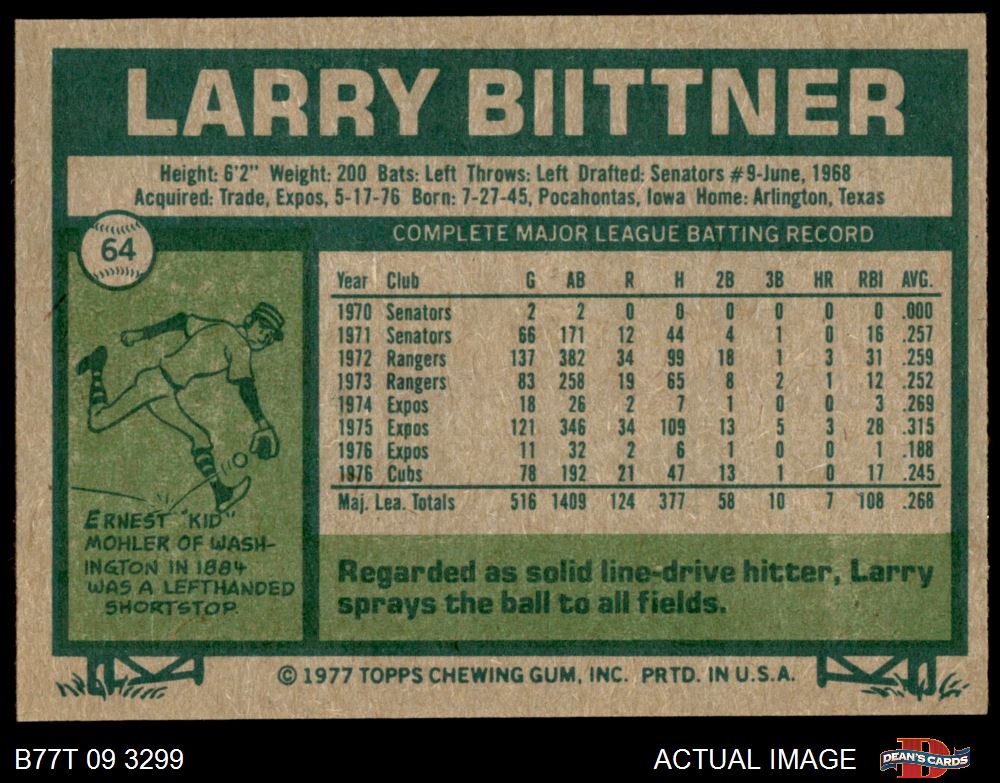 LARRY BIITTNER
Height: 6'2" Weight: 200 Bats: Left Throws: Left Drafted: Senators #9-June, 1968
Acquired: Trade, Expos, 5-17-76 Born: 7-27-45, Pocahontas, Iowa Home: Arlington, Texas
64
COMPLETE MAJOR LEAGUE BATTING RECORD
Year Club G AB R H 2B 3B HR RBI AVG.
1970 Senators 2 2 0 0 0 0 0 0 .000
1971 Senators 66 171 12 44 4 1 0 16 .257
1972 Rangers 137 382 34 99 18 1 3 31 .259
1973 Rangers 83 258 19 65 8 2 1 12 .252
1974 Expos 18 26 2 7 1 0 0 3 .269
1975 Expos 121 346 34 109 13 5 3 28 .315
1976 Expos 11 32 2 6 1 0 0 1 .188
1976 Cubs 78 192 21 47 13 1 0 17 .245
Maj. Lea. Totals 516 1409 124 377 58 10 7 108 .268
ERNEST "KID"
MOHLER OF WASH-
INGTON IN 1884
WAS A LEFTHANDED
SHORTSTOP.
Regarded as solid line-drive hitter, Larry
sprays the ball to all fields.
© 1977 TOPPS CHEWING GUM, INC. PRTD. IN U.S.A.
B77T 09 3299
ACTUAL IMAGE
DEAN'S CARDS